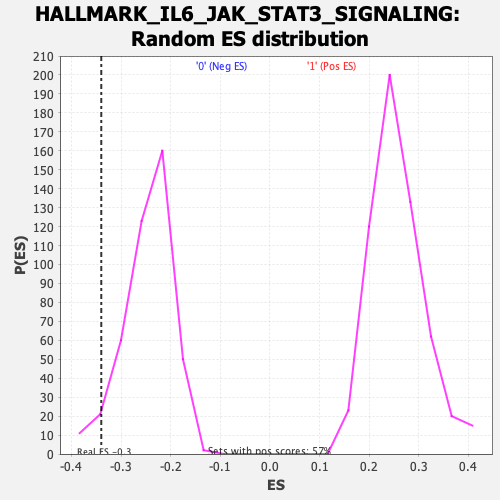 HALLMARK_IL6_JAK_STAT3_SIGNALING:
Random ES distribution
'0' (Neg ES) '1' (Pos ES)
210
200
190
180
170
160
150
140
130
120
110
100
90
80
70
60
50
40
30
20
10
0
P(ES)
Real ES -0.3
Sets with pos scores: 57%
-0.4 -0.3 -0.2 -0.1 0.0 0.1 0.2 0.3 0.4
ES